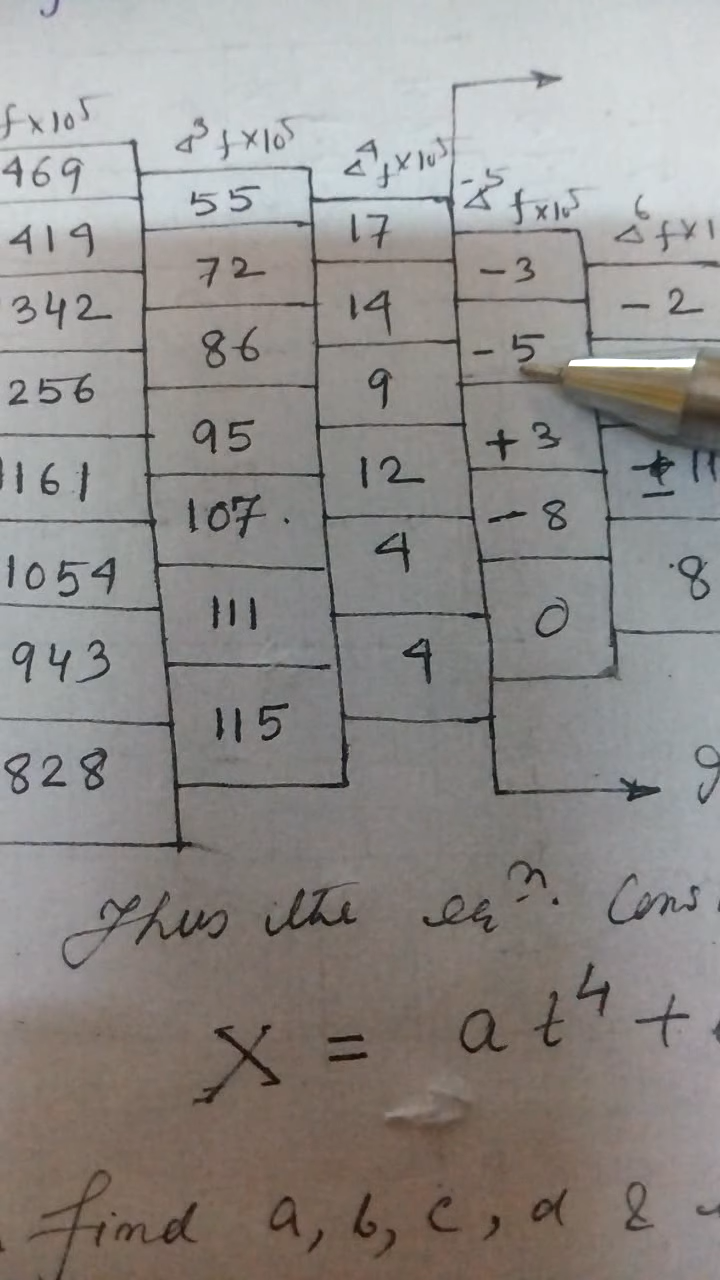 f×10⁵ Δ³f×10⁵ Δ⁴f×10⁵ Δ⁵f×10⁵ Δ⁶f×1
469 55 17 -3 -2
419 72 14 -5
342 86 9 +3 11
256 95 12 -8 8
1161 107. 4 0
1054 111 4
943 115
828
Thus the eqⁿ. Cons
X = at⁴ +
find a, b, c, d &